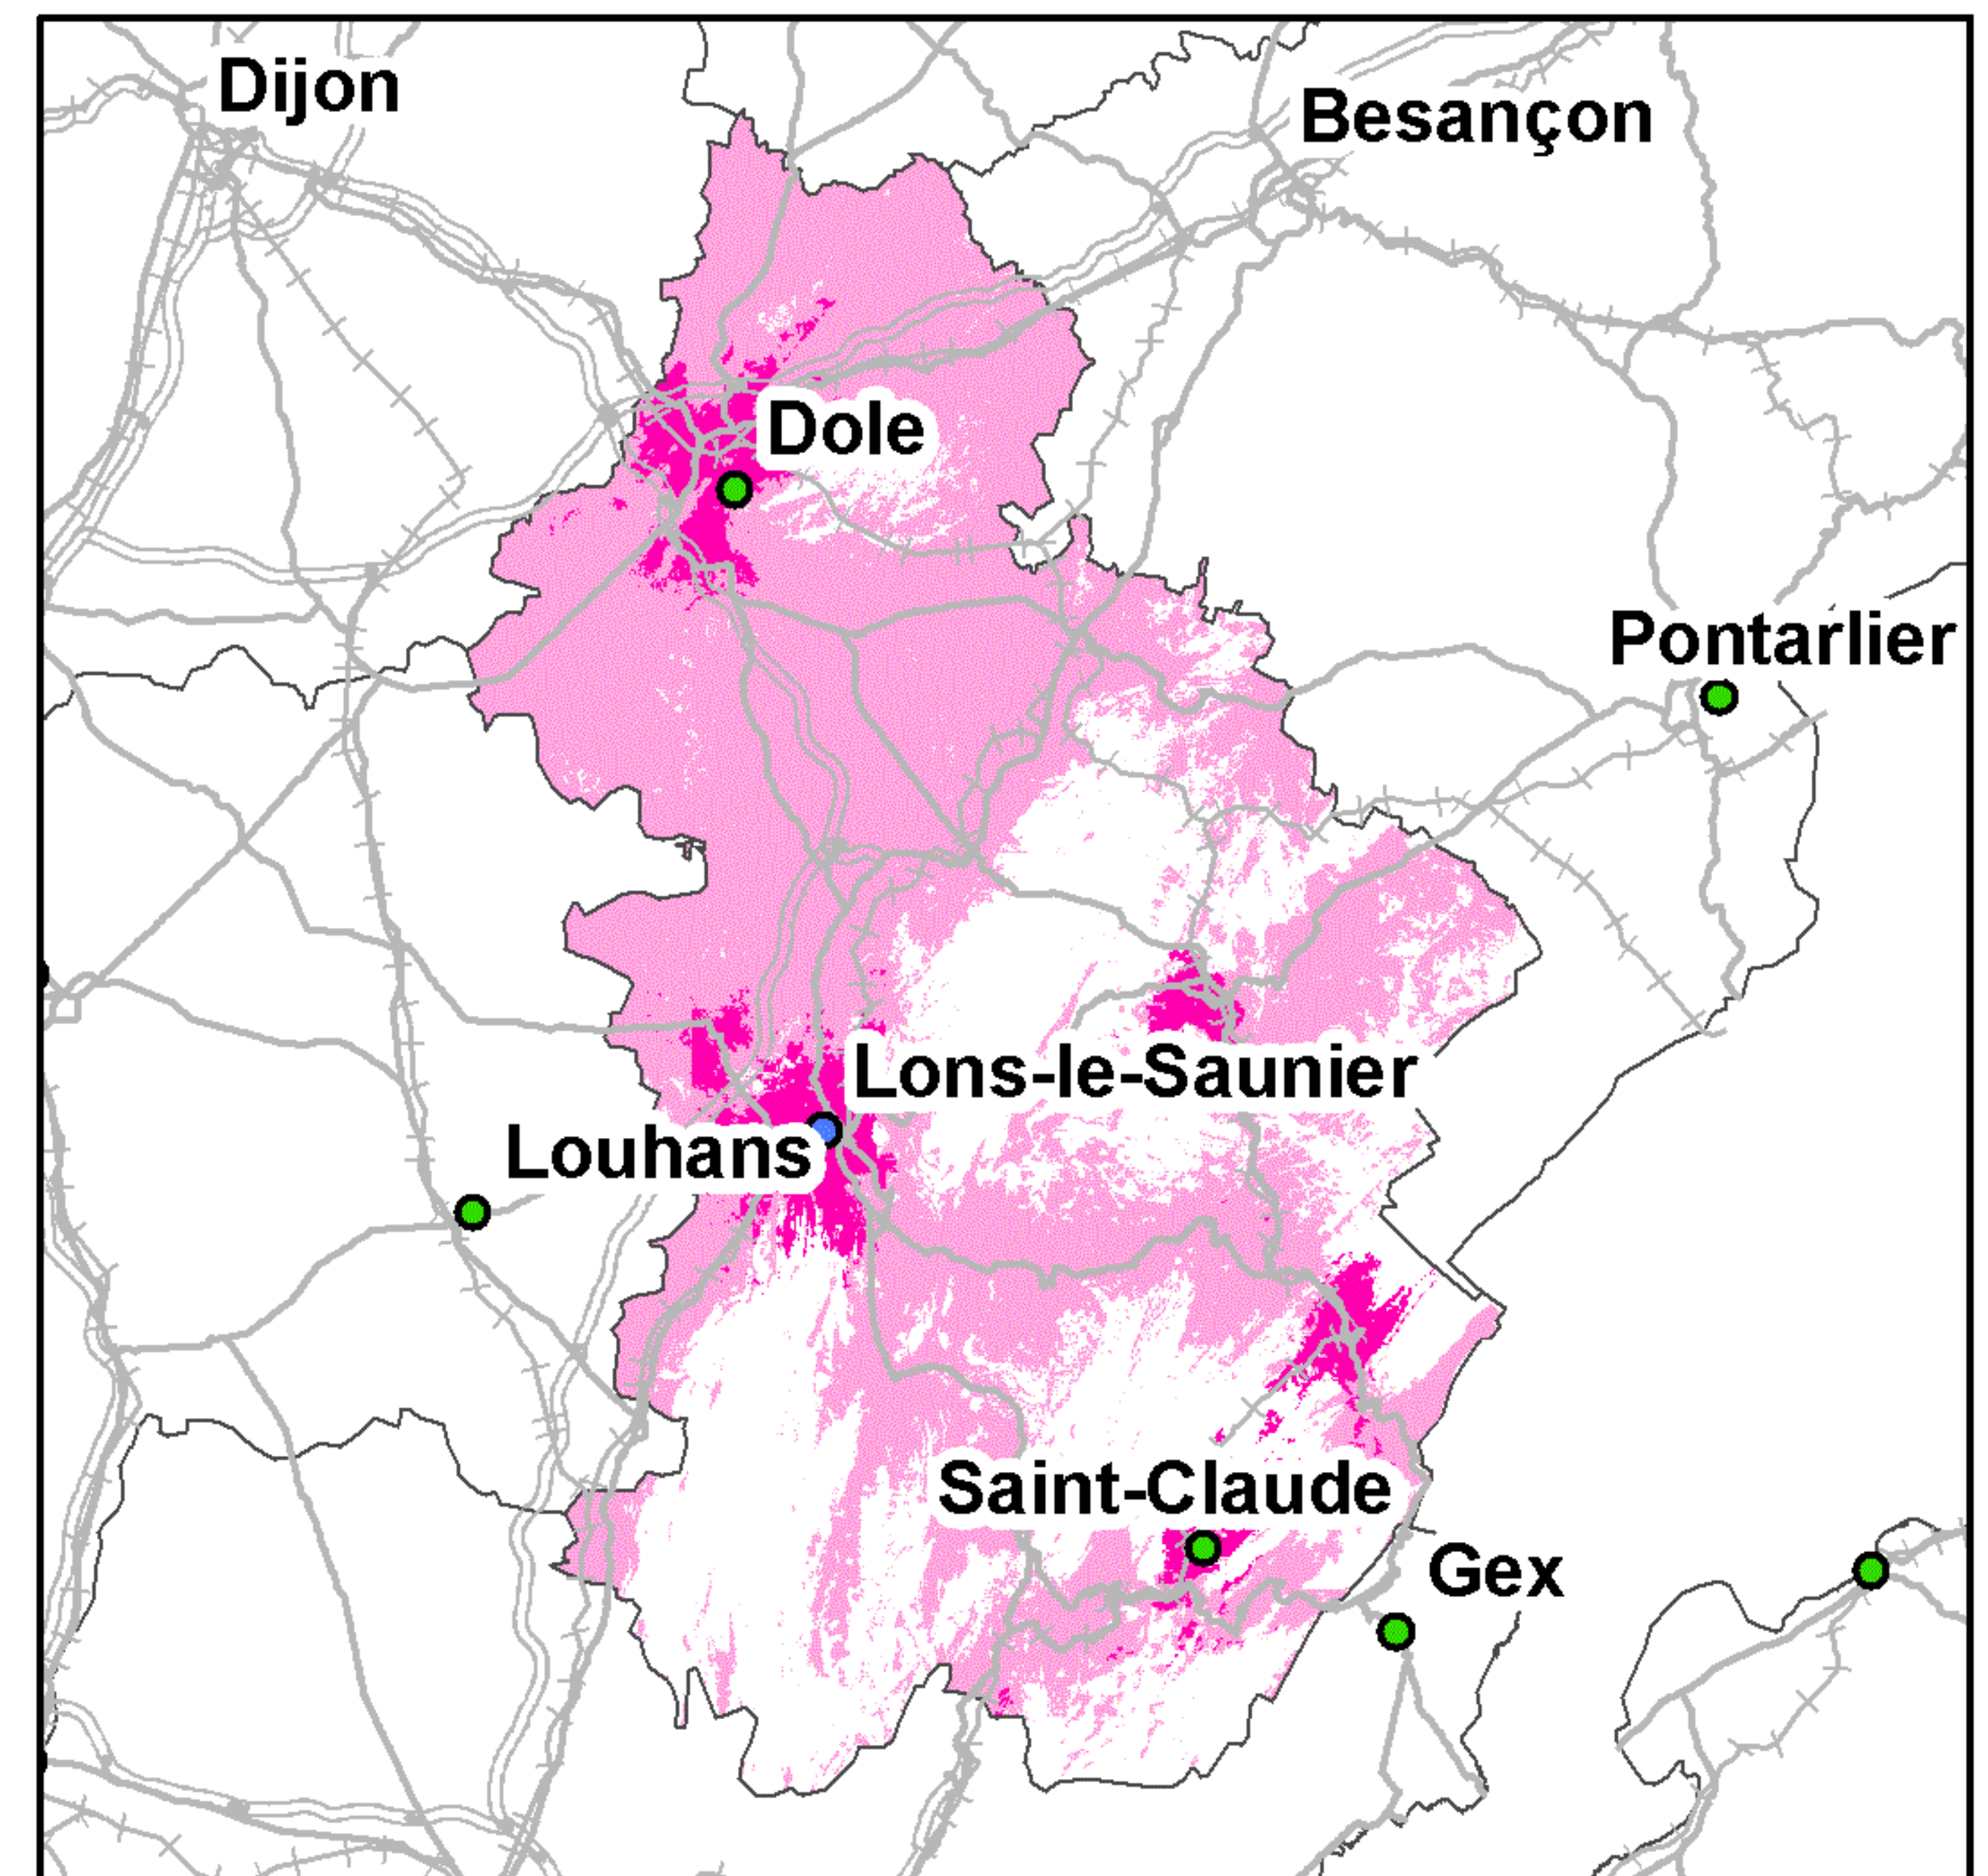 Dijon
Besançon
Dole
Pontarlier
Lons-le-Saunier
Louhans
Saint-Claude
Gex